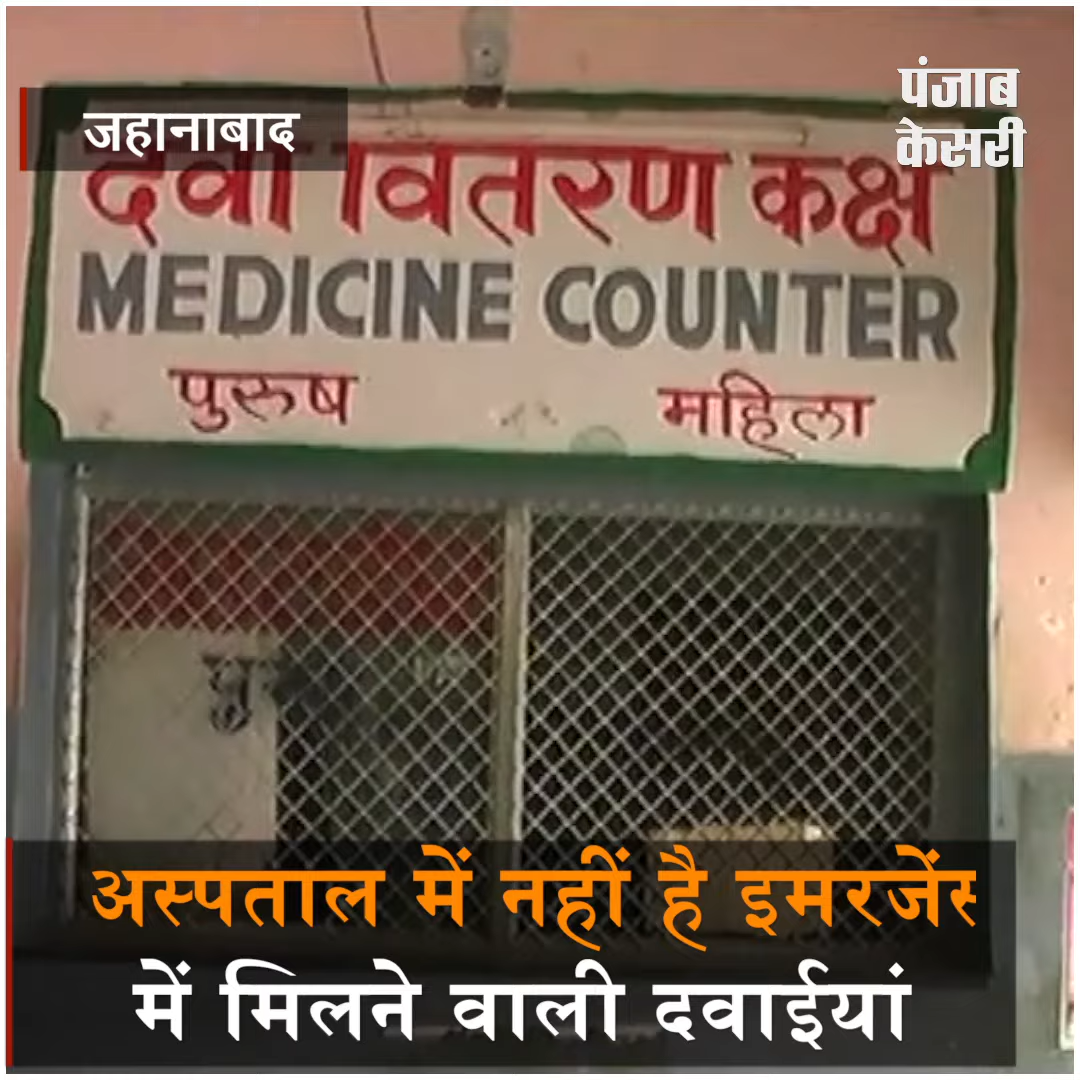 पंजाब
केसरी
जहानाबाद
दवा वितरण कक्ष
MEDICINE COUNTER
पुरुष महिला
अस्पताल में नहीं है इमरजेंस
में मिलने वाली दवाईयां